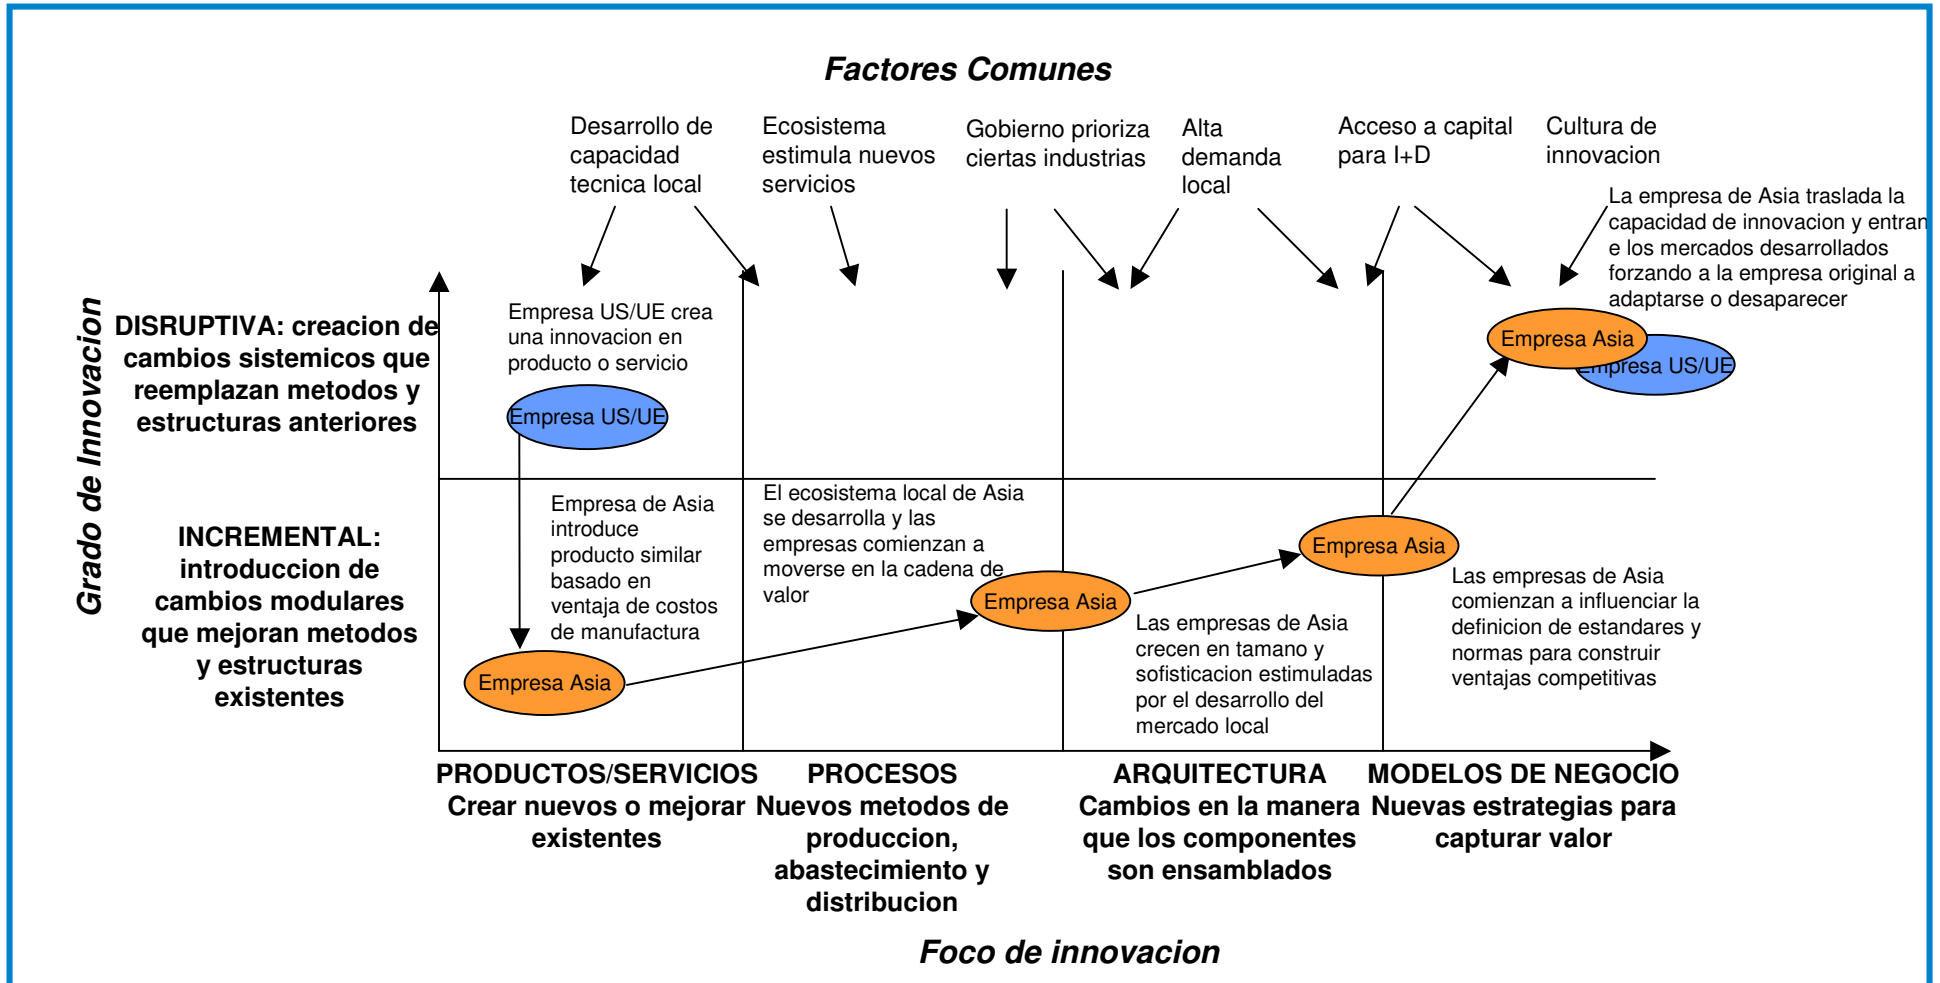 Factores Comunes
Desarrollo de
capacidad
tecnica local
Ecosistema
estimula nuevos
servicios
Gobierno prioriza
ciertas industrias
Alta
demanda
local
Acceso a capital
para I+D
Cultura de
innovacion
La empresa de Asia traslada la
capacidad de innovacion y entran
e los mercados desarrollados
forzando a la empresa original a
adaptarse o desaparecer
Grado de Innovacion
DISRUPTIVA: creacion de
cambios sistemicos que
reemplazan metodos y
estructuras anteriores
Empresa US/UE crea
una innovacion en
producto o servicio
Empresa US/UE
Empresa Asia
Empresa US/UE
INCREMENTAL:
introduccion de
cambios modulares
que mejoran metodos
y estructuras
existentes
Empresa de Asia
introduce
producto similar
basado en
ventaja de costos
de manufactura
Empresa Asia
El ecosistema local de Asia
se desarrolla y las
empresas comienzan a
moverse en la cadena de
valor
Empresa Asia
Las empresas de Asia
crecen en tamano y
sofisticacion estimuladas
por el desarrollo del
mercado local
Empresa Asia
Las empresas de Asia
comienzan a influenciar la
definicion de estandares y
normas para construir
ventajas competitivas
PRODUCTOS/SERVICIOS
Crear nuevos o mejorar
existentes
PROCESOS
Nuevos metodos de
produccion,
abastecimiento y
distribucion
ARQUITECTURA
Cambios en la manera
que los componentes
son ensamblados
MODELOS DE NEGOCIO
Nuevas estrategias para
capturar valor
Foco de innovacion